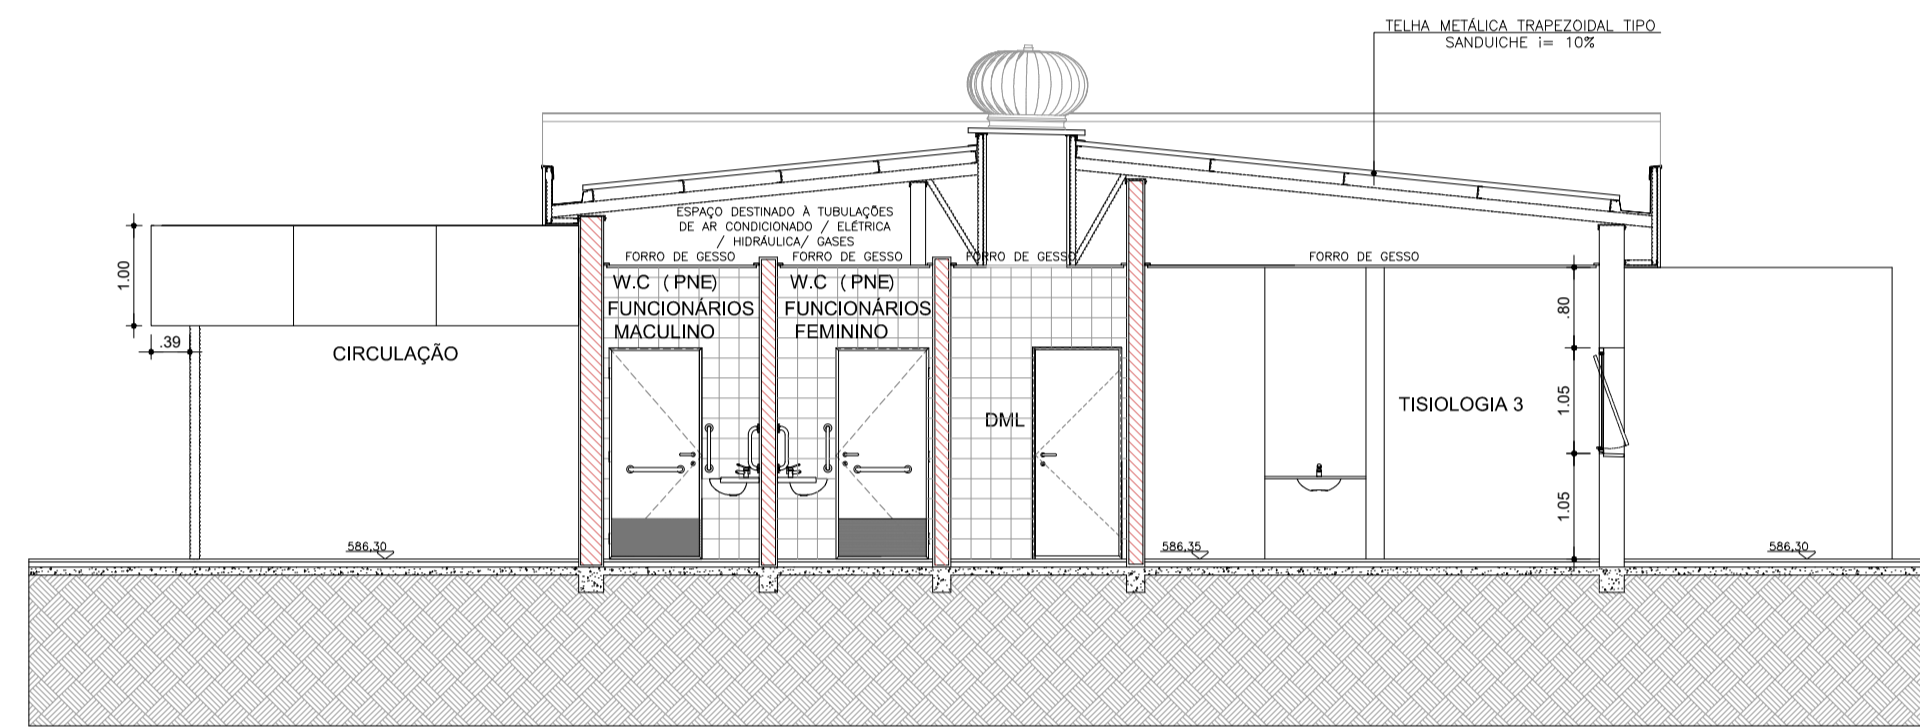 TELHA METÁLICA TRAPEZOIDAL TIPO
SANDUICHE i= 10%
ESPAÇO DESTINADO À TUBULAÇÕES
DE AR CONDICIONADO / ELÉTRICA
/ HIDRÁULICA/ GASES
FORRO DE GESSO
FORRO DE GESSO
FORRO DE GESSO
FORRO DE GESSO
1.00
.39
CIRCULAÇÃO
W.C (PNE)
FUNCIONÁRIOS
MACULINO
W.C (PNE)
FUNCIONÁRIOS
FEMININO
DML
TISIOLOGIA 3
.80
1.05
1.05
586,30
586,35
586,30